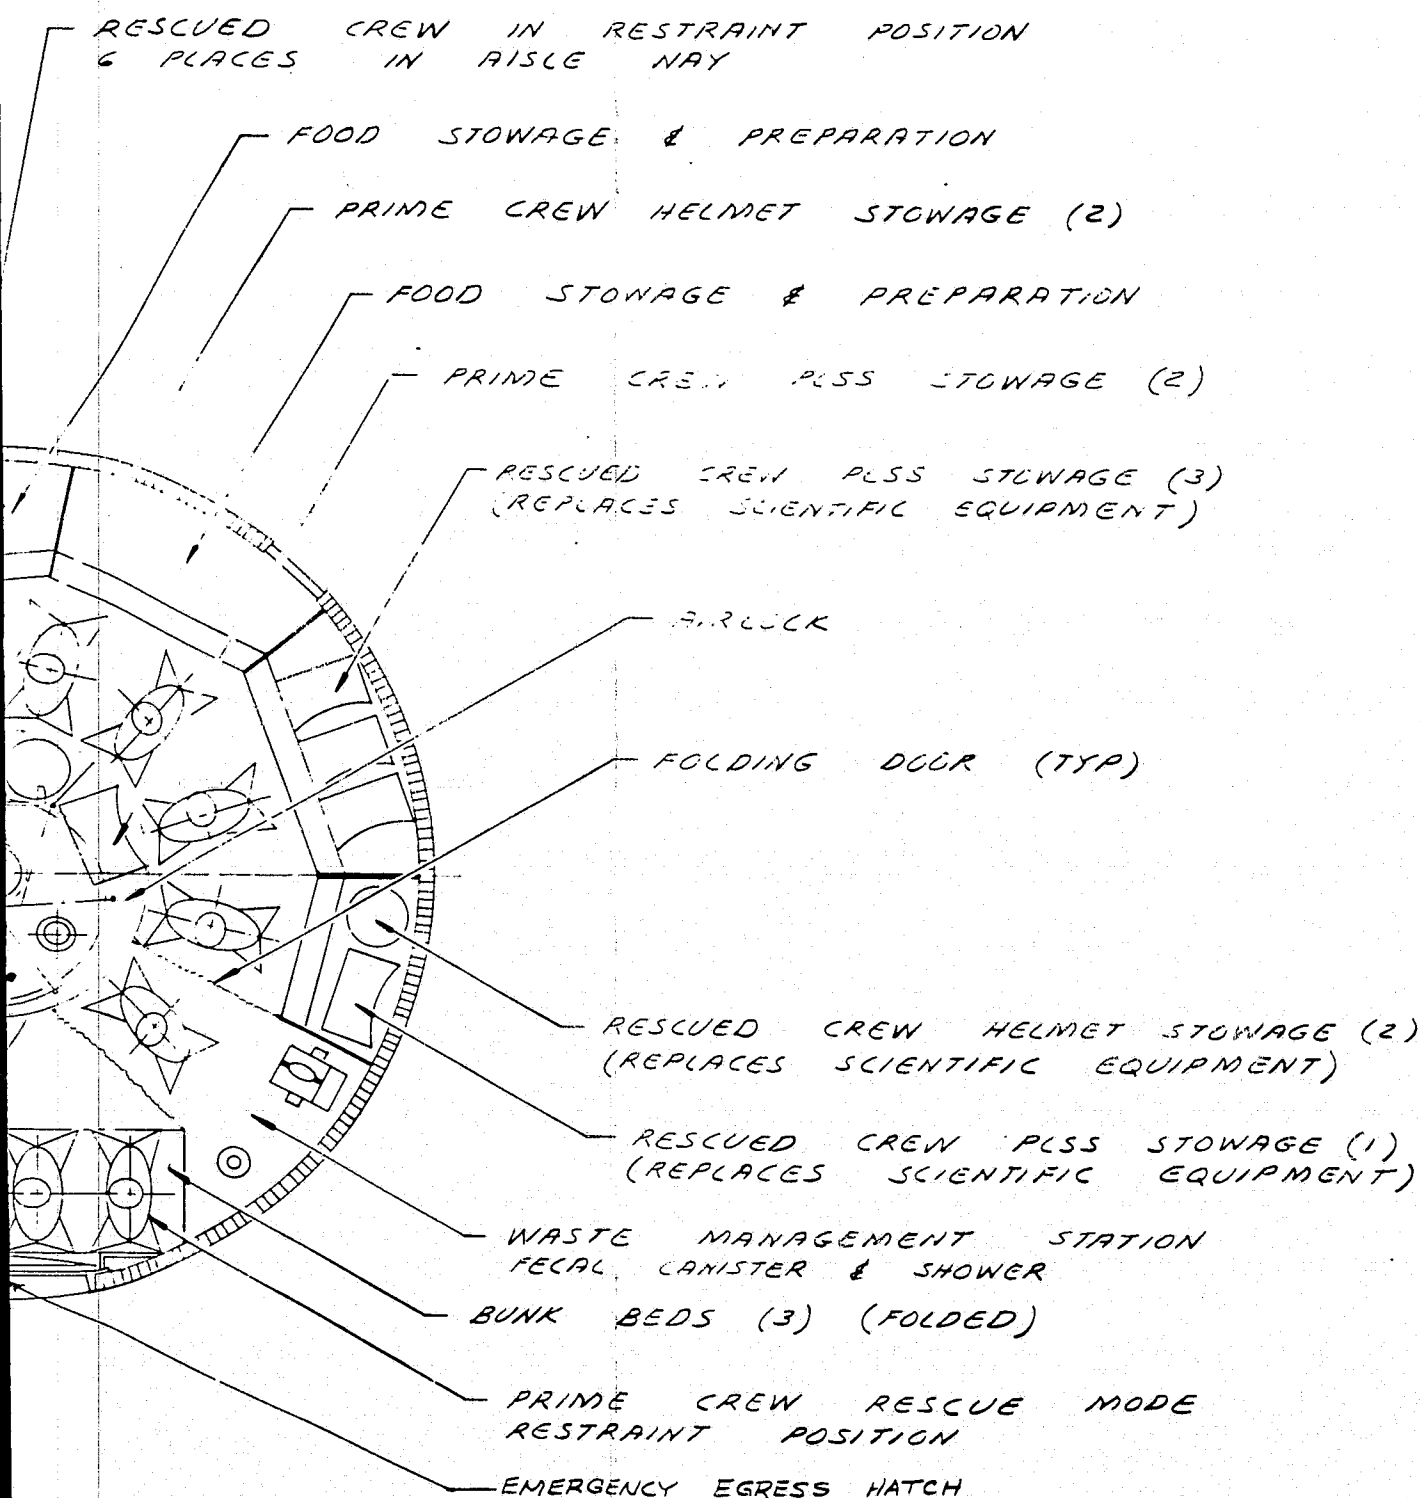 RESCUED CREW IN RESTRAINT POSITION
6 PLACES IN AISLE NAY
FOOD STOWAGE & PREPARATION
PRIME CREW HELMET STOWAGE (2)
FOOD STOWAGE & PREPARATION
PRIME CREW PLSS STOWAGE (2)
RESCUED CREW PLSS STOWAGE (3)
(REPLACES SCIENTIFIC EQUIPMENT)
AIRLOCK
FOLDING DOOR (TYP)
RESCUED CREW HELMET STOWAGE (2)
(REPLACES SCIENTIFIC EQUIPMENT)
RESCUED CREW PLSS STOWAGE (1)
(REPLACES SCIENTIFIC EQUIPMENT)
WASTE MANAGEMENT STATION
FECAL CANISTER & SHOWER
BUNK BEDS (3) (FOLDED)
PRIME CREW RESCUE MODE
RESTRAINT POSITION
EMERGENCY EGRESS HATCH